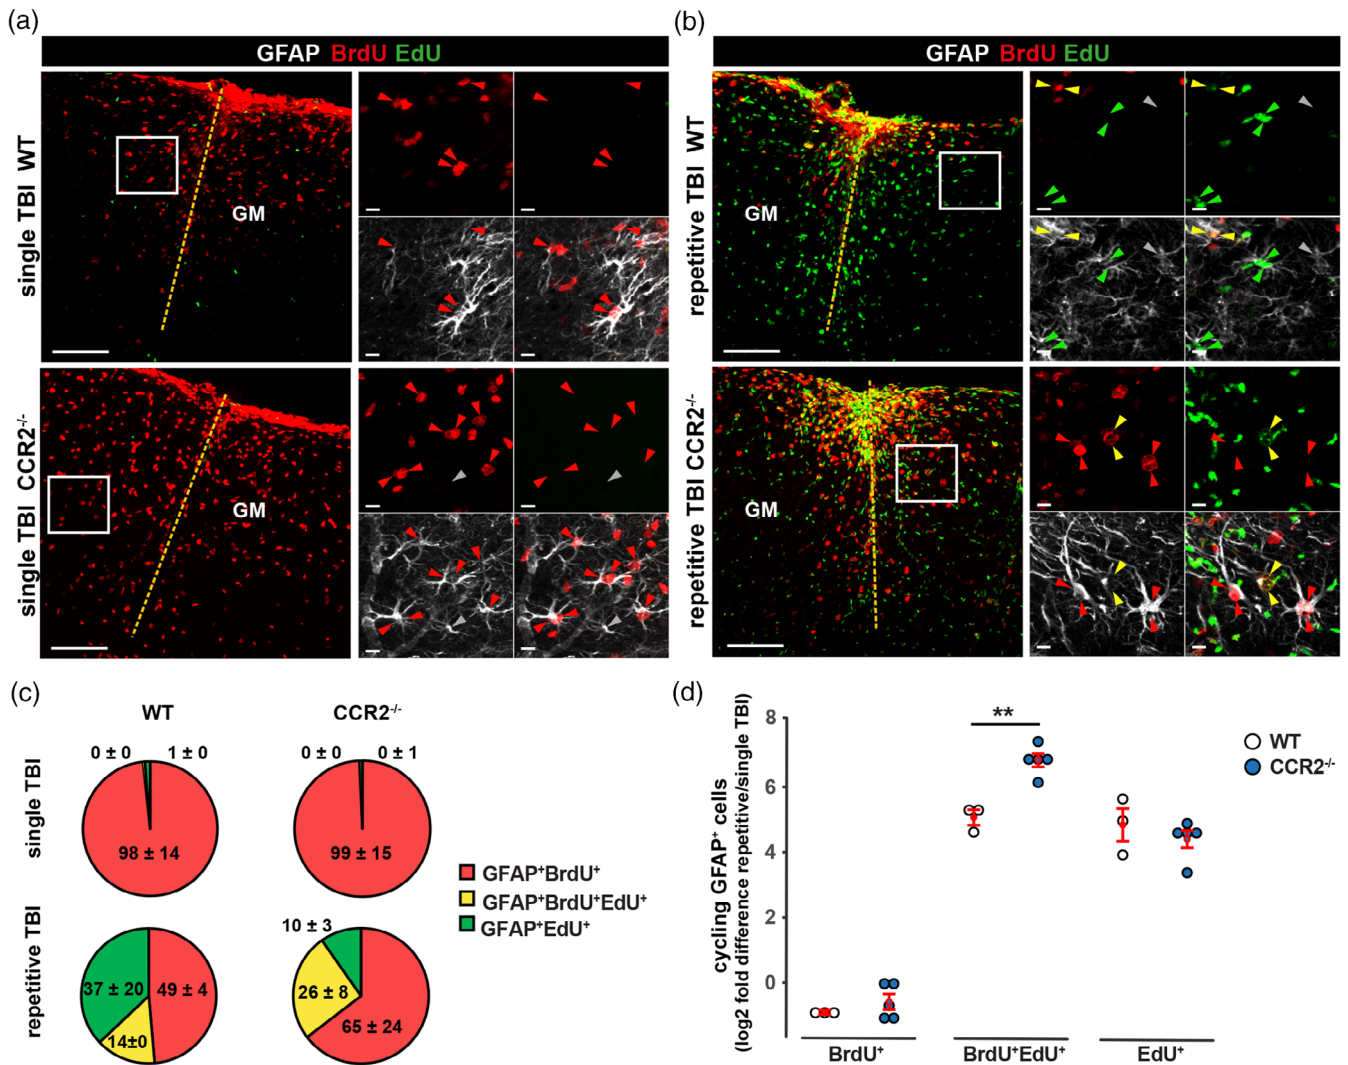 (a)
GFAP BrdU EdU
single TBI WT
GM
single TBI CCR2-/-
GM
(b)
GFAP BrdU EdU
repetitive TBI WT
GM
repetitive TBI CCR2-/-
GM
(c)
WT
CCR2-/-
single TBI
0 ± 0
1 ± 0
98 ± 14
0 ± 0
0 ± 1
99 ± 15
repetitive TBI
37 ± 20
49 ± 4
14±0
10 ± 3
26 ± 8
65 ± 24
GFAP+BrdU+
GFAP+BrdU+EdU+
GFAP+EdU+
(d)
cycling GFAP+ cells
(log2 fold difference repetitive/single TBI)
8
6
4
2
0
**
WT
CCR2-/-
BrdU+
BrdU+EdU+
EdU+